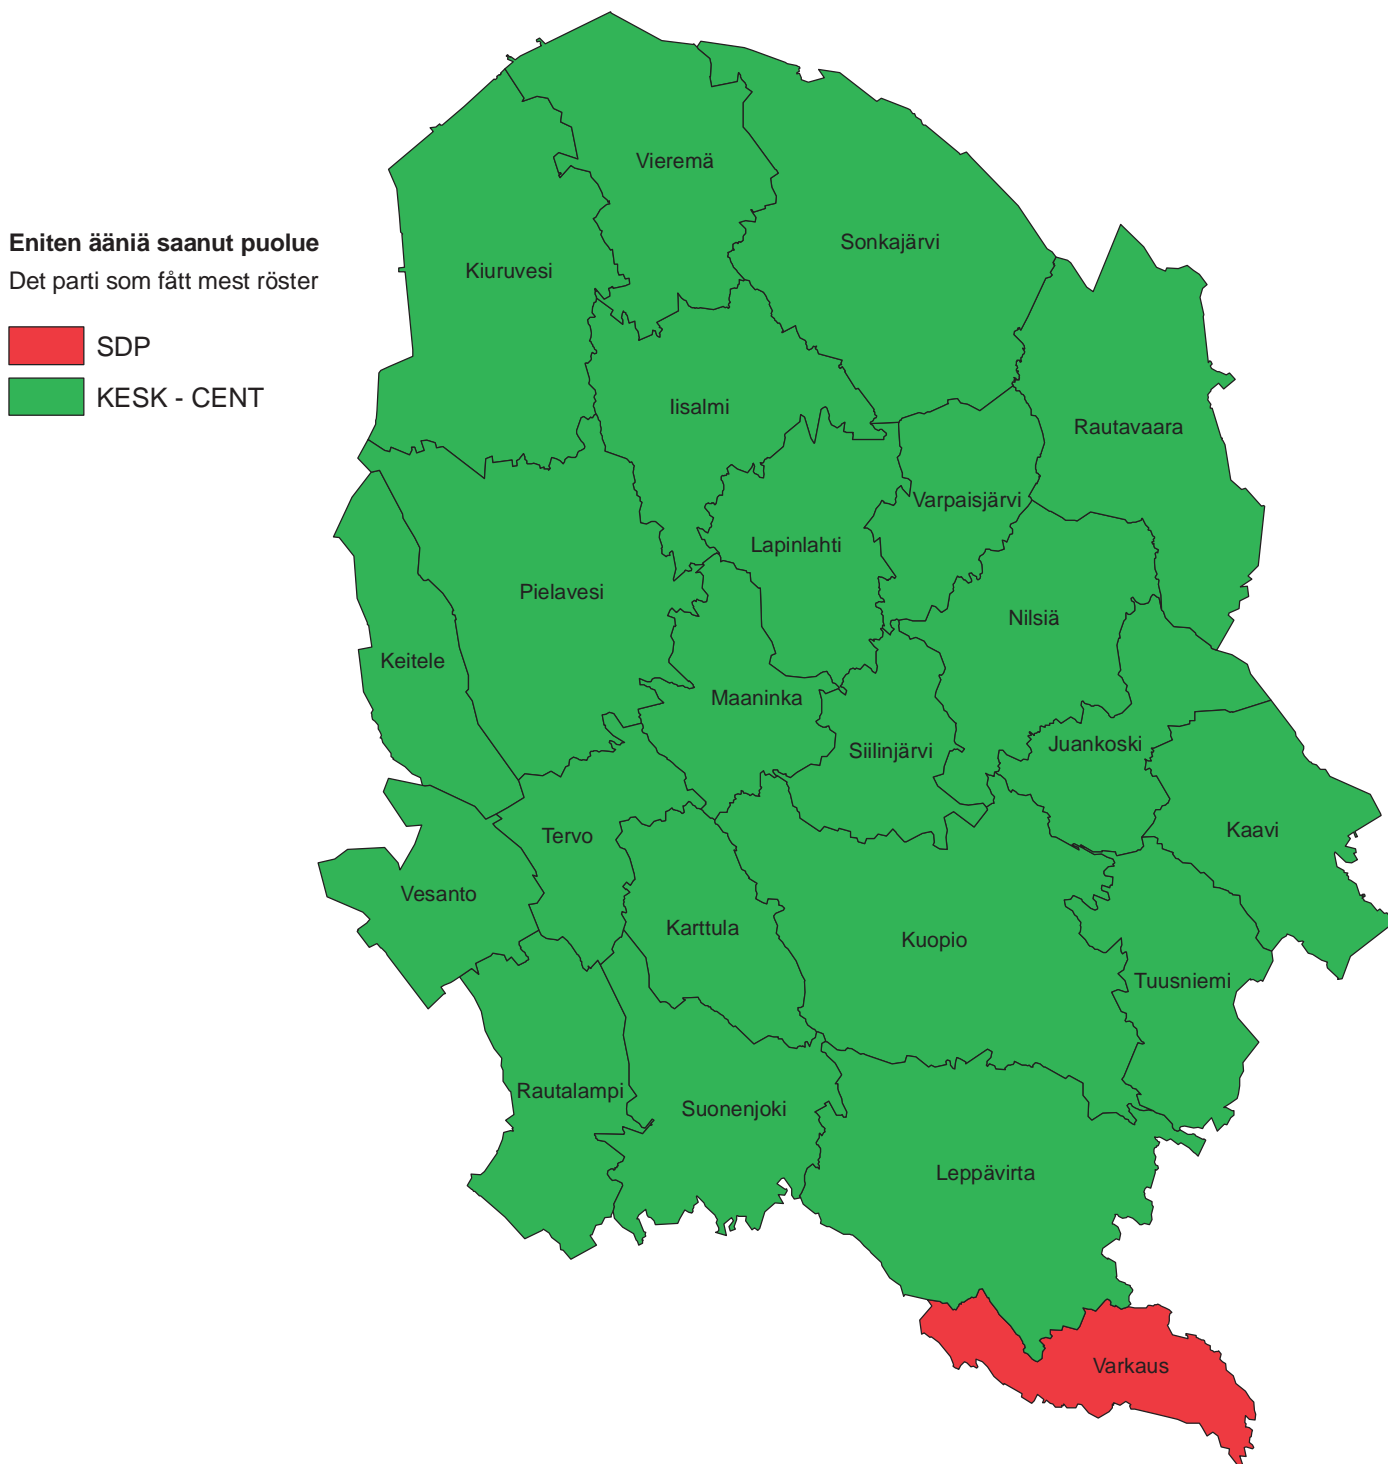 Eniten ääniä saanut puolue
Det parti som fått mest röster
SDP
KESK - CENT
Vieremä
Sonkajärvi
Kiuruvesi
Iisalmi
Rautavaara
Varpaisjärvi
Lapinlahti
Pielavesi
Nilsiä
Keitele
Maaninka
Siilinjärvi
Juankoski
Kaavi
Tervo
Vesanto
Karttula
Kuopio
Tuusniemi
Rautalampi
Suonenjoki
Leppävirta
Varkaus